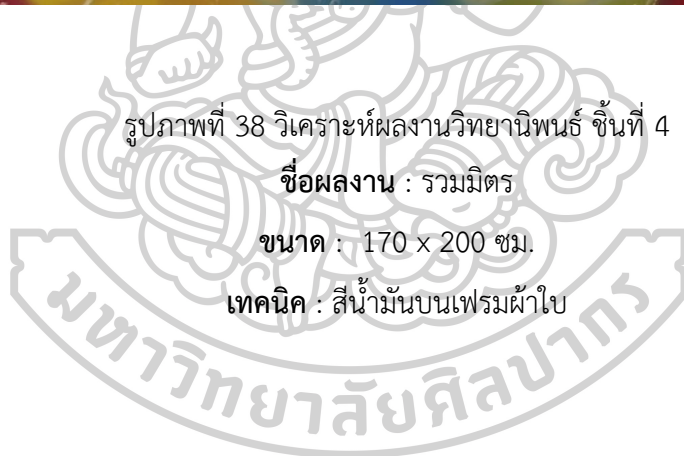 รูปภาพที่ 38 วิเคราะห์ผลงานวิทยานิพนธ์ ชิ้นที่ 4
ชื่อผลงาน : รวมมิตร
ขนาด : 170 x 200 ซม.
เทคนิค : สีน้ำมันบนเฟรมผ้าใบ
มหาวิทยาลัยศิลปากร